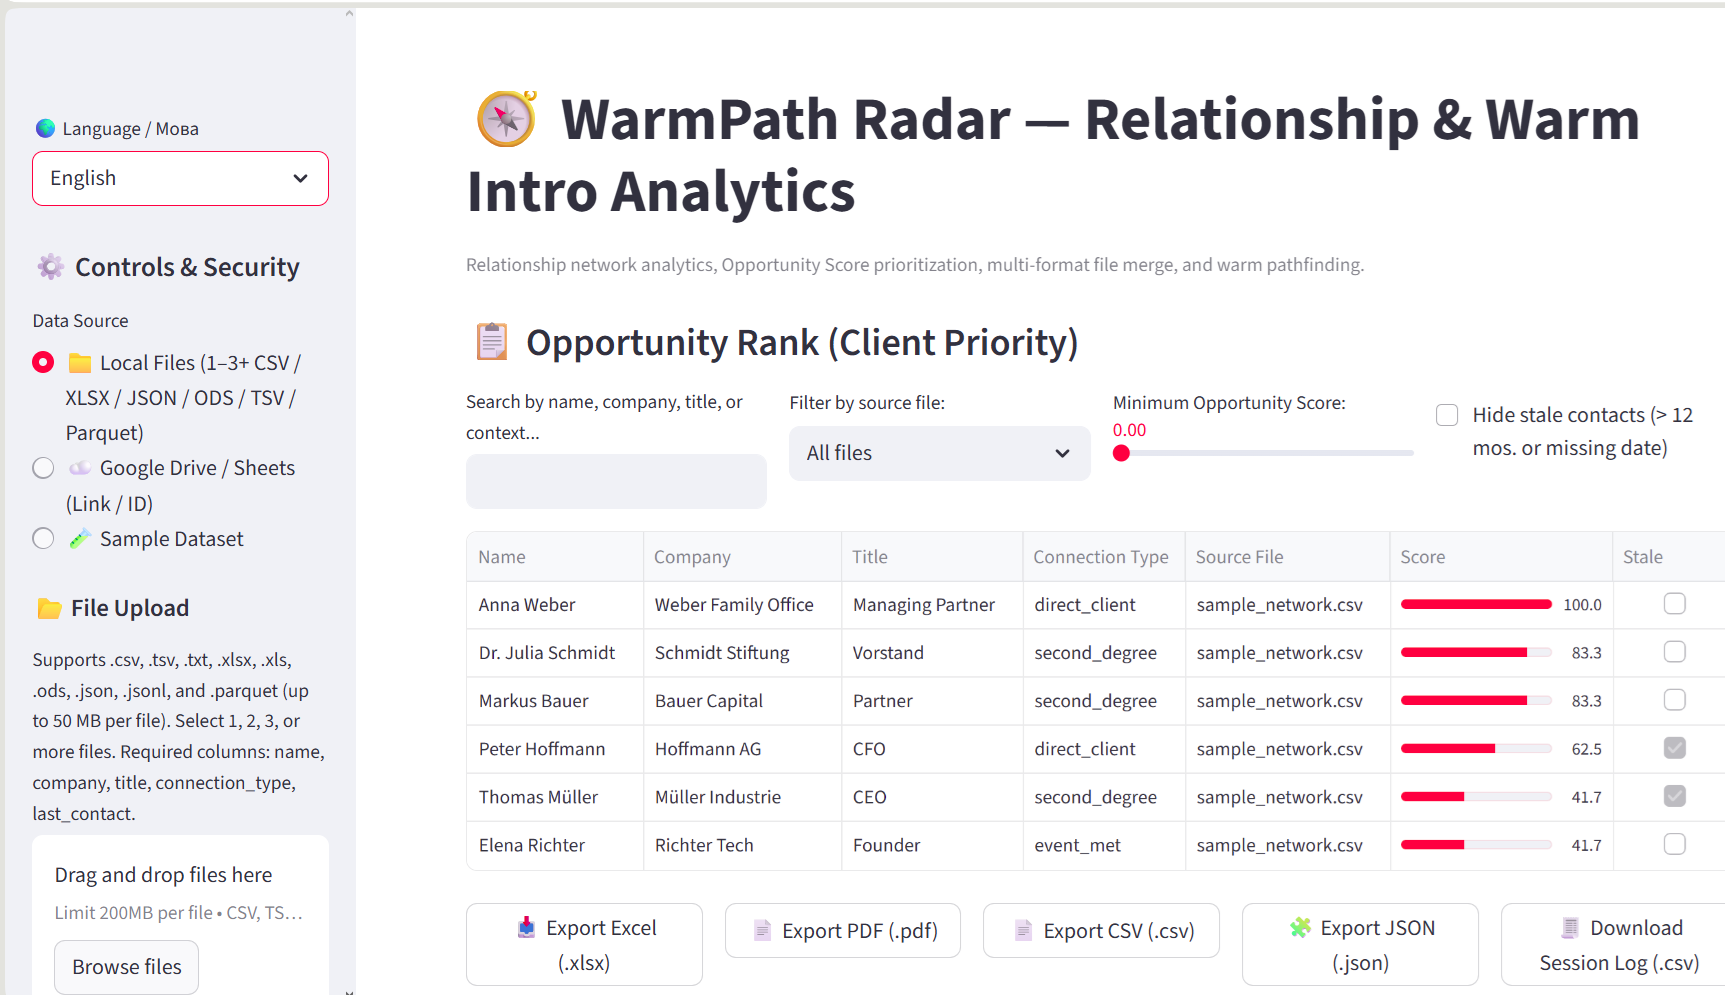 Language / Мова
English
Controls & Security
Data Source
Local Files (1–3+ CSV /
XLSX / JSON / ODS / TSV /
Parquet)
Google Drive / Sheets
(Link / ID)
Sample Dataset
File Upload
Supports .csv, .tsv, .txt, .xlsx, .xls,
.ods, .json, .jsonl, and .parquet (up
to 50 MB per file). Select 1, 2, 3, or
more files. Required columns: name,
company, title, connection_type,
last_contact.
Drag and drop files here
Limit 200MB per file • CSV, TS…
Browse files
WarmPath Radar — Relationship & Warm
Intro Analytics
Relationship network analytics, Opportunity Score prioritization, multi-format file merge, and warm pathfinding.
Opportunity Rank (Client Priority)
Search by name, company, title, or
context...
Filter by source file:
All files
Minimum Opportunity Score:
0.00
Hide stale contacts (> 12
mos. or missing date)
Name Company Title Connection Type Source File Score Stale
Anna Weber Weber Family Office Managing Partner direct_client sample_network.csv 100.0
Dr. Julia Schmidt Schmidt Stiftung Vorstand second_degree sample_network.csv 83.3
Markus Bauer Bauer Capital Partner second_degree sample_network.csv 83.3
Peter Hoffmann Hoffmann AG CFO direct_client sample_network.csv 62.5
Thomas Müller Müller Industrie CEO second_degree sample_network.csv 41.7
Elena Richter Richter Tech Founder event_met sample_network.csv 41.7
Export Excel
(.xlsx)
Export PDF (.pdf)
Export CSV (.csv)
Export JSON
(.json)
Download
Session Log (.csv)